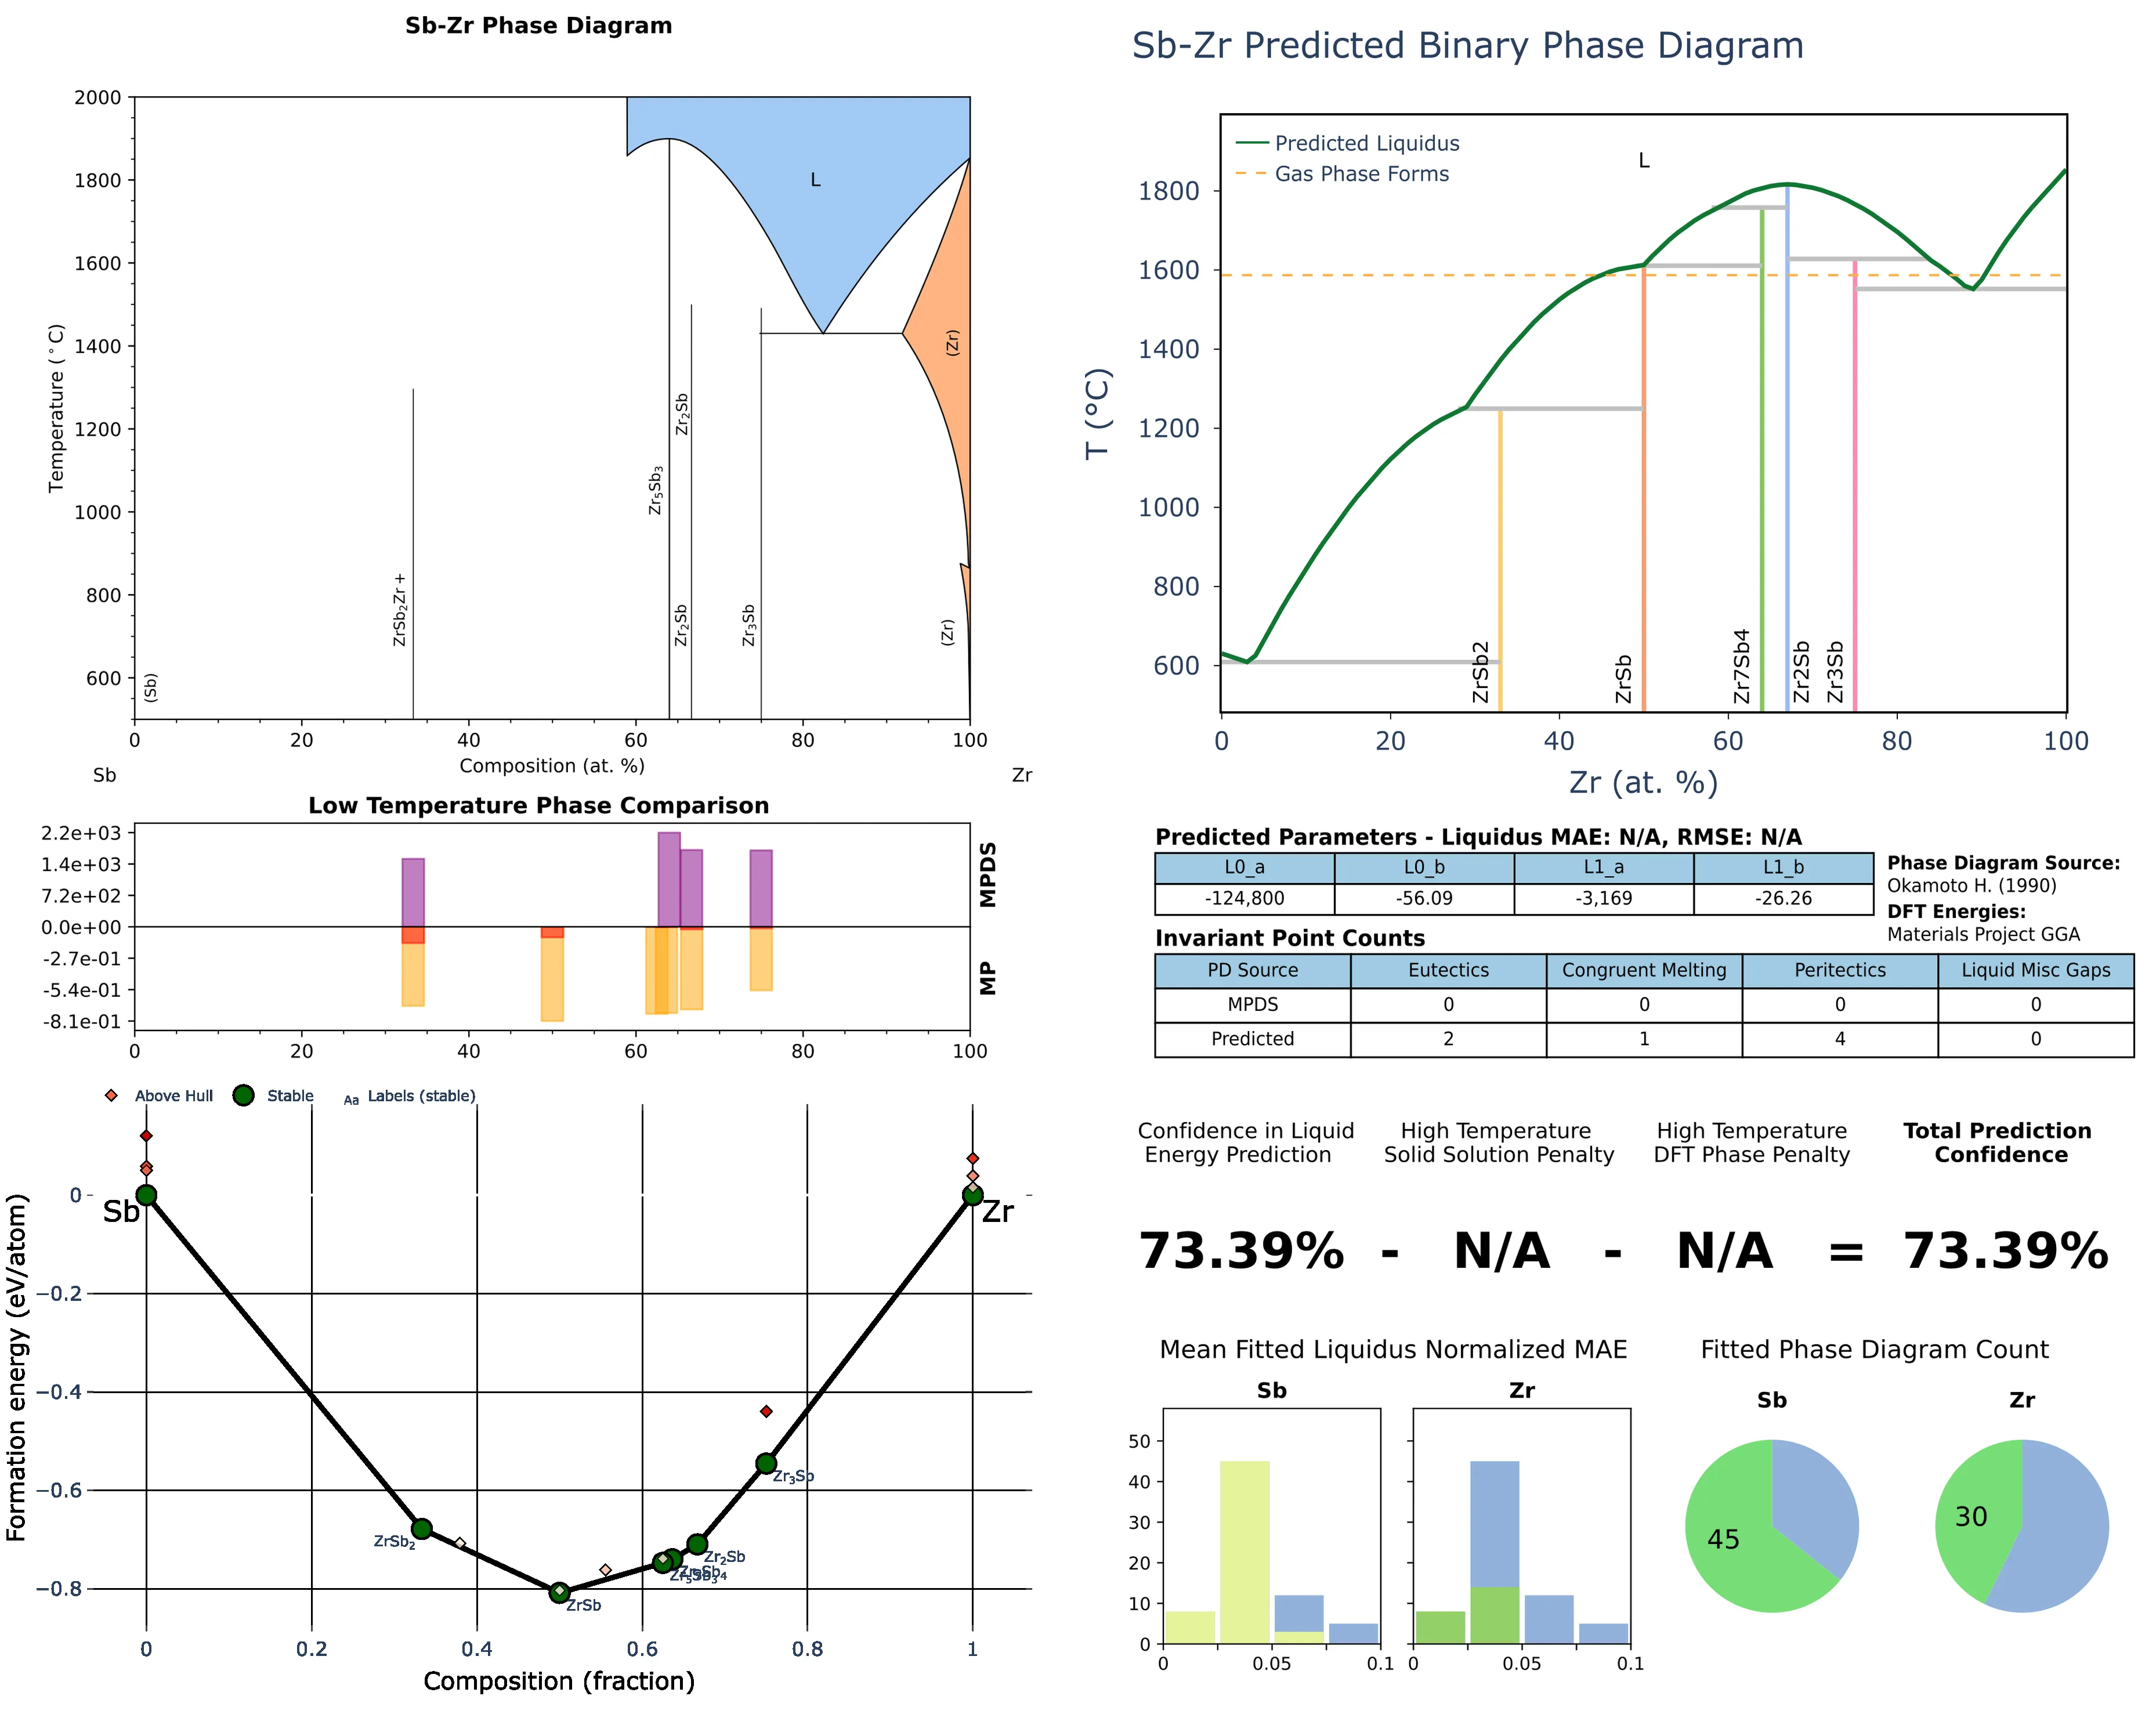 Sb-Zr Phase Diagram
2000
1800
1600
1400
1200
1000
800
600
Temperature (°C)
L
(Zr)
Zr₂Sb
Zr₅Sb₃
ZrSb₂Zr +
Zr₂Sb
Zr₃Sb
(Zr)
(Sb)
0 20 40 60 80 100
Composition (at. %)
Sb Zr
Sb-Zr Predicted Binary Phase Diagram
Predicted Liquidus
Gas Phase Forms
L
1800
1600
1400
1200
1000
800
600
T (°C)
ZrSb2
ZrSb
Zr7Sb4
Zr2Sb
Zr3Sb
0 20 40 60 80 100
Zr (at. %)
Low Temperature Phase Comparison
2.2e+03
1.4e+03
7.2e+02
0.0e+00
-2.7e-01
-5.4e-01
-8.1e-01
MPDS
MP
0 20 40 60 80 100
Predicted Parameters - Liquidus MAE: N/A, RMSE: N/A
L0_a L0_b L1_a L1_b
-124,800 -56.09 -3,169 -26.26
Phase Diagram Source:
Okamoto H. (1990)
DFT Energies:
Materials Project GGA
Invariant Point Counts
PD Source Eutectics Congruent Melting Peritectics Liquid Misc Gaps
MPDS 0 0 0 0
Predicted 2 1 4 0
Above Hull Stable Aa Labels (stable)
0
−0.2
−0.4
−0.6
−0.8
Formation energy (eV/atom)
Sb
Zr
Zr₃Sb
ZrSb₂
Zr₂Sb
ZrSb
0 0.2 0.4 0.6 0.8 1
Composition (fraction)
Confidence in Liquid
Energy Prediction
High Temperature
Solid Solution Penalty
High Temperature
DFT Phase Penalty
Total Prediction
Confidence
73.39% - N/A - N/A = 73.39%
Mean Fitted Liquidus Normalized MAE
Sb Zr
50
40
30
20
10
0
0 0.05 0.1 0 0.05 0.1
Fitted Phase Diagram Count
Sb Zr
45 30